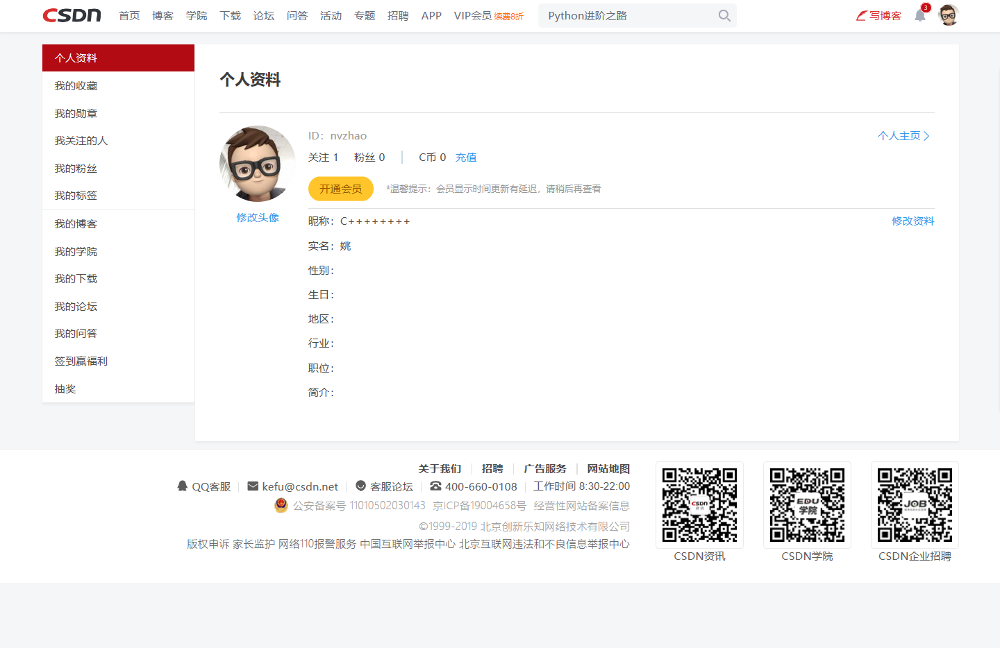 CSDN 首页 博客 学院 下载 论坛 问答 活动 专题 招聘 APP VIP会员 续费8折 Python进阶之路 写博客 3
个人资料
我的收藏
我的勋章
我关注的人
我的粉丝
我的标签
我的博客
我的学院
我的下载
我的论坛
我的问答
签到赢福利
抽奖
个人资料
ID：nvzhao 个人主页
关注 1 粉丝 0 C币 0 充值
开通会员 *温馨提示：会员显示时间更新有延迟，请稍后再查看
修改头像
昵称：C++++++++ 修改资料
实名：姚
性别：
生日：
地区：
行业：
职位：
简介：
关于我们 招聘 广告服务 网站地图
QQ客服 kefu@csdn.net 客服论坛 400-660-0108 工作时间 8:30-22:00
公安备案号 11010502030143 京ICP备19004658号 经营性网站备案信息
©1999-2019 北京创新乐知网络技术有限公司
版权申诉 家长监护 网络110报警服务 中国互联网举报中心 北京互联网违法和不良信息举报中心
CSDN
资讯
CSDN资讯
EDU
学院
CSDN学院
JOB
CSDN企业招聘